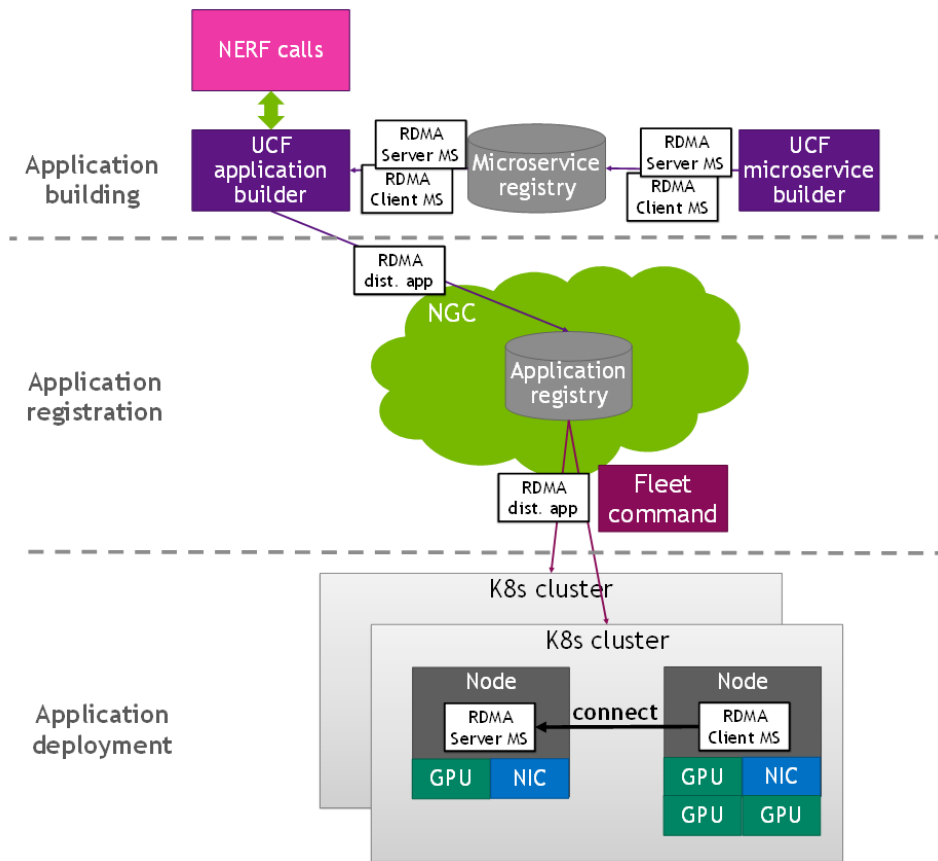 NERF calls
Application
building
UCF
application
builder
RDMA
Server MS
RDMA
Client MS
Microservice
registry
RDMA
Server MS
RDMA
Client MS
UCF
microservice
builder
RDMA
dist. app
NGC
Application
registration
Application
registry
RDMA
dist. app
Fleet
command
K8s cluster
K8s cluster
Application
deployment
Node
RDMA
Server MS
GPU
NIC
connect
Node
RDMA
Client MS
GPU
NIC
GPU
GPU